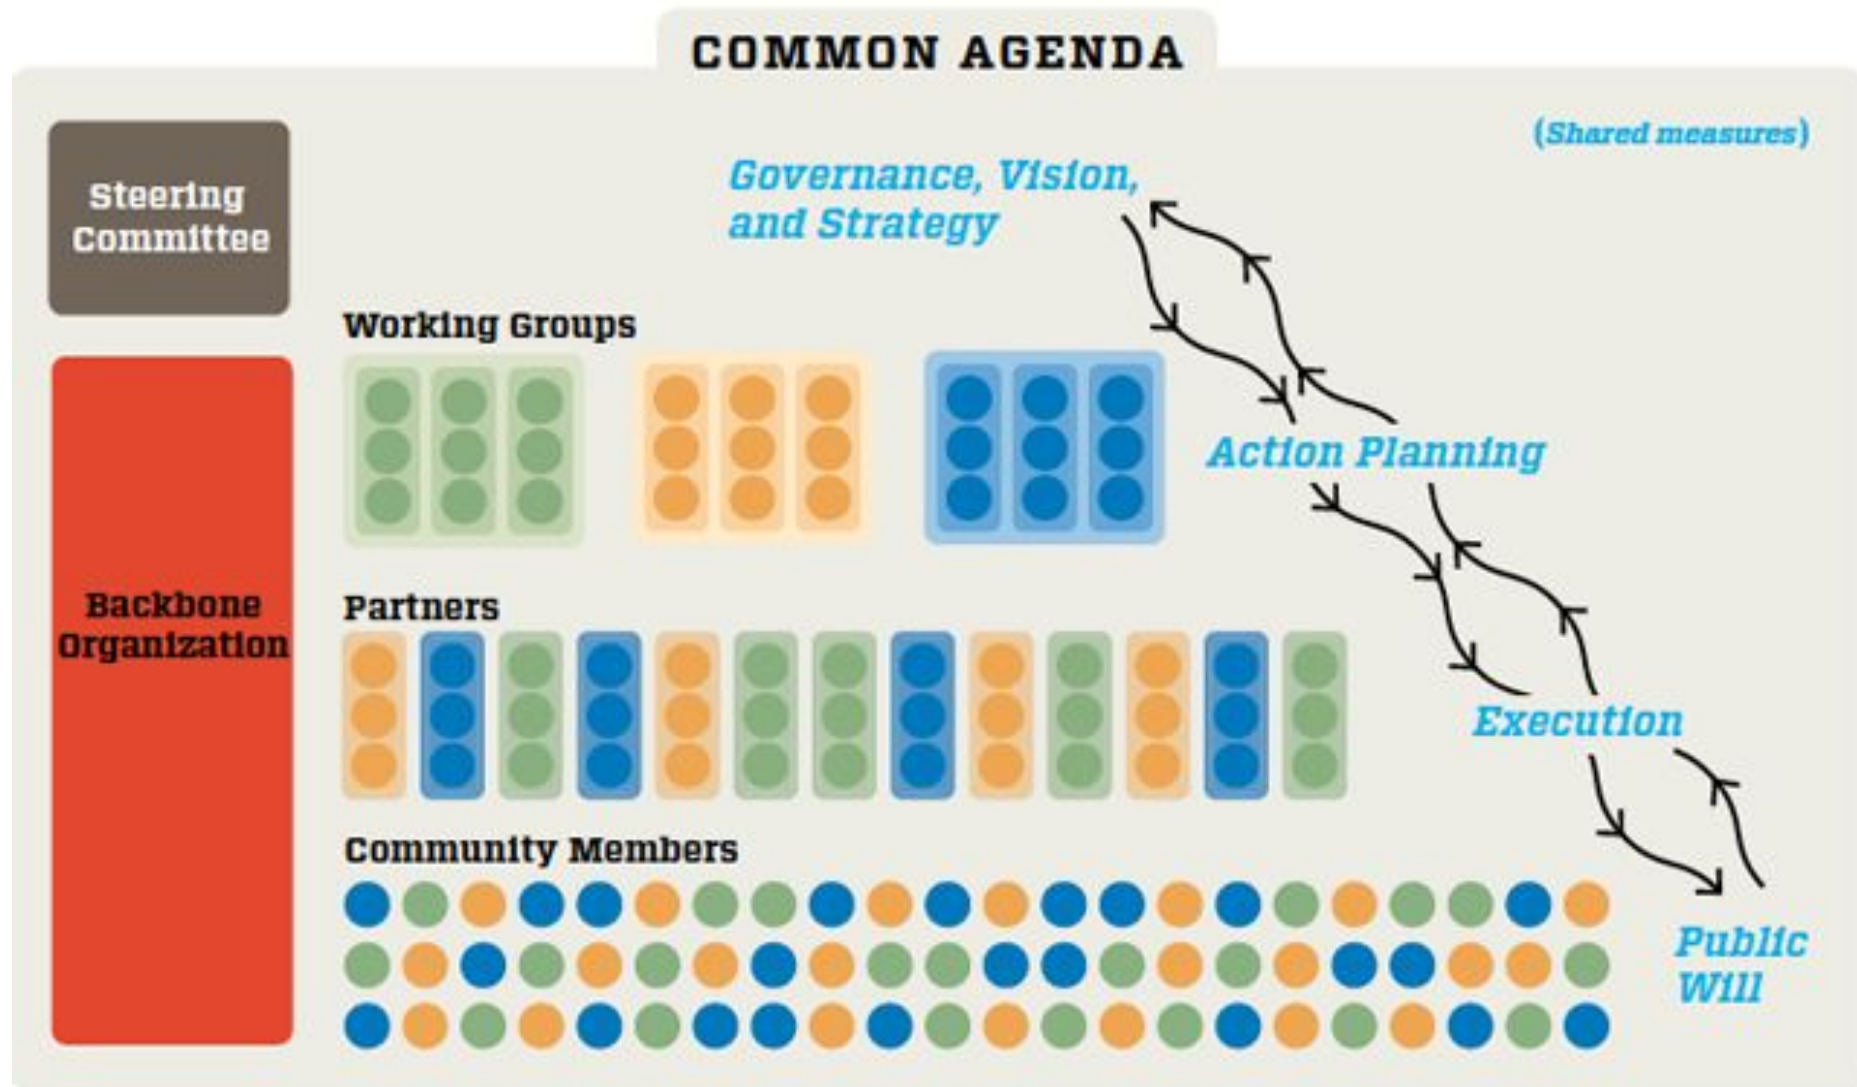 COMMON AGENDA
Steering
Committee
(Shared measures)
Governance, Vision,
and Strategy
Working Groups
Action Planning
Backbone
Organization
Partners
Execution
Community Members
Public
Will